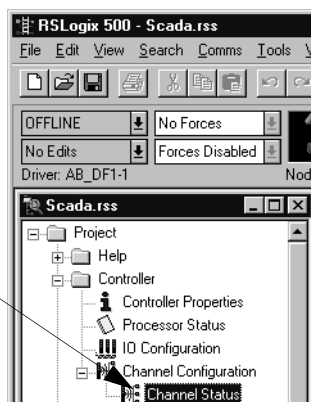 RSLogix 500 - Scada.rss
File Edit View Search Comms Tools
OFFLINE No Forces
No Edits Forces Disabled
Driver: AB_DF1-1 Nod
Scada.rss
Project
Help
Controller
Controller Properties
Processor Status
IO Configuration
Channel Configuration
Channel Status